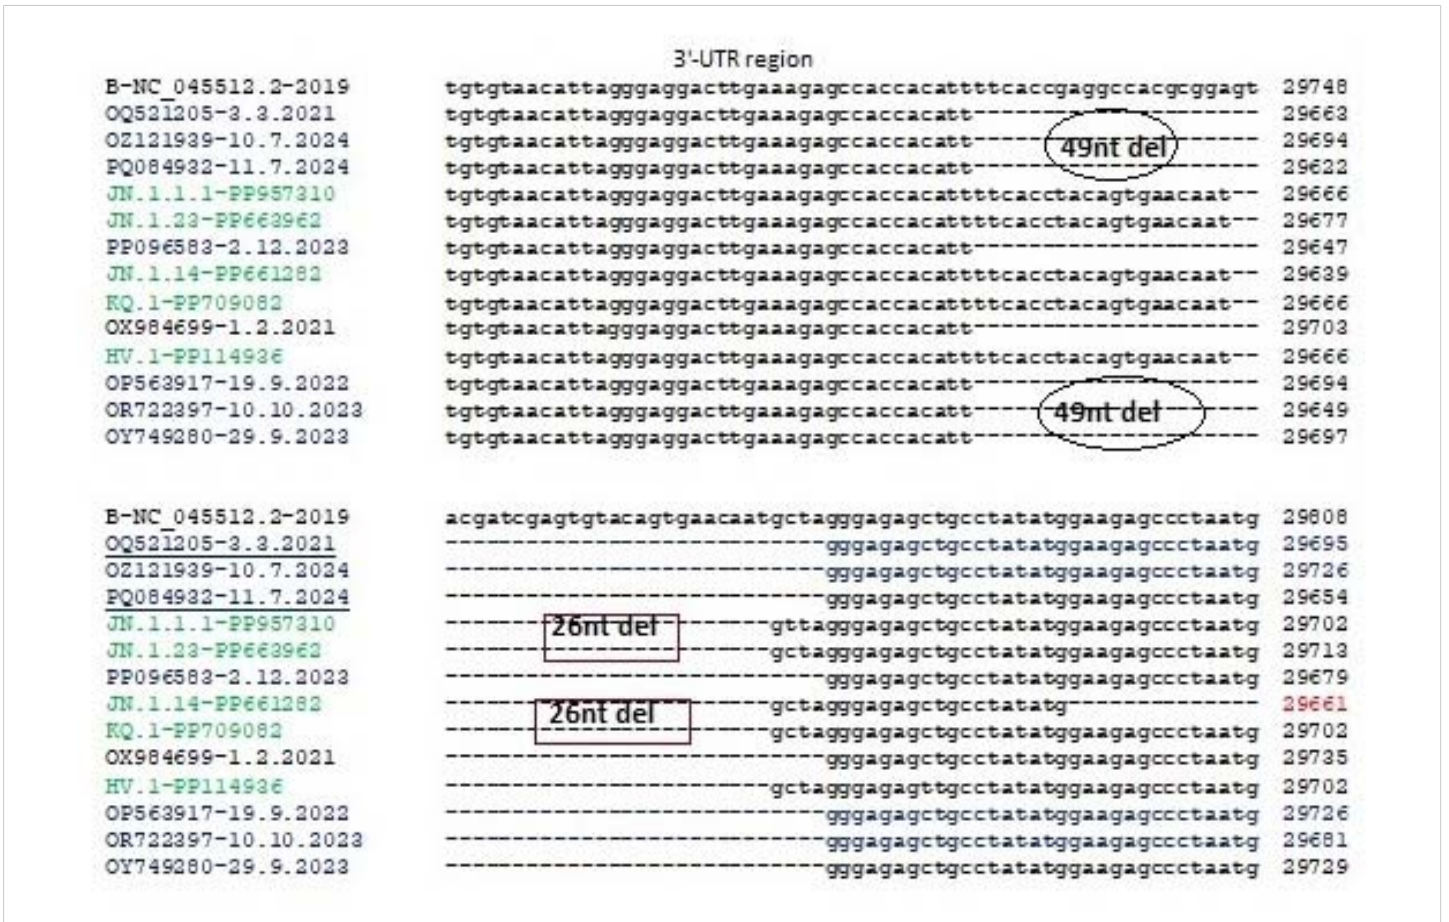 3'-UTR region
B-NC_045512.2-2019 tgtgtaacattagggaggacttgaaagagccaccacattttcaccgaggccacgcggagt 29748
OQ521205-3.3.2021 tgtgtaacattagggaggacttgaaagagccaccacatt--------------------- 29663
OZ121939-10.7.2024 tgtgtaacattagggaggacttgaaagagccaccacatt--------------------- 29694
49nt del
PQ084932-11.7.2024 tgtgtaacattagggaggacttgaaagagccaccacatt--------------------- 29622
JN.1.1.1-PP957310 tgtgtaacattagggaggacttgaaagagccaccacattttcacctacagtgaacaat-- 29666
JN.1.23-PP663962 tgtgtaacattagggaggacttgaaagagccaccacattttcacctacagtgaacaat-- 29677
PP096583-2.12.2023 tgtgtaacattagggaggacttgaaagagccaccacatt--------------------- 29647
JN.1.14-PP661282 tgtgtaacattagggaggacttgaaagagccaccacattttcacctacagtgaacaat-- 29639
KQ.1-PP709082 tgtgtaacattagggaggacttgaaagagccaccacattttcacctacagtgaacaat-- 29666
OX984699-1.2.2021 tgtgtaacattagggaggacttgaaagagccaccacatt--------------------- 29703
HV.1-PP114936 tgtgtaacattagggaggacttgaaagagccaccacattttcacctacagtgaacaat-- 29666
OP563917-19.9.2022 tgtgtaacattagggaggacttgaaagagccaccacatt--------------------- 29694
OR722397-10.10.2023 tgtgtaacattagggaggacttgaaagagccaccacatt--------------------- 29649
49nt del
OY749280-29.9.2023 tgtgtaacattagggaggacttgaaagagccaccacatt--------------------- 29697
B-NC_045512.2-2019 acgatcgagtgtacagtgaacaatgctagggagagctgcctatatggaagagccctaatg 29808
OQ521205-3.3.2021 ----------------------------gggagagctgcctatatggaagagccctaatg 29695
OZ121939-10.7.2024 ----------------------------gggagagctgcctatatggaagagccctaatg 29726
PQ084932-11.7.2024 ----------------------------gggagagctgcctatatggaagagccctaatg 29654
JN.1.1.1-PP957310 ------------------------gttagggagagctgcctatatggaagagccctaatg 29702
26nt del
JN.1.23-PP663962 ------------------------gctagggagagctgcctatatggaagagccctaatg 29713
PP096583-2.12.2023 ----------------------------gggagagctgcctatatggaagagccctaatg 29679
JN.1.14-PP661282 ------------------------gctagggagagctgcctatatg-------------- 29661
26nt del
KQ.1-PP709082 ------------------------gctagggagagctgcctatatggaagagccctaatg 29702
OX984699-1.2.2021 ----------------------------gggagagctgcctatatggaagagccctaatg 29735
HV.1-PP114936 ------------------------gctagggagagttgcctatatggaagagccctaatg 29702
OP563917-19.9.2022 ----------------------------gggagagctgcctatatggaagagccctaatg 29726
OR722397-10.10.2023 ----------------------------gggagagctgcctatatggaagagccctaatg 29681
OY749280-29.9.2023 ----------------------------gggagagctgcctatatggaagagccctaatg 29729